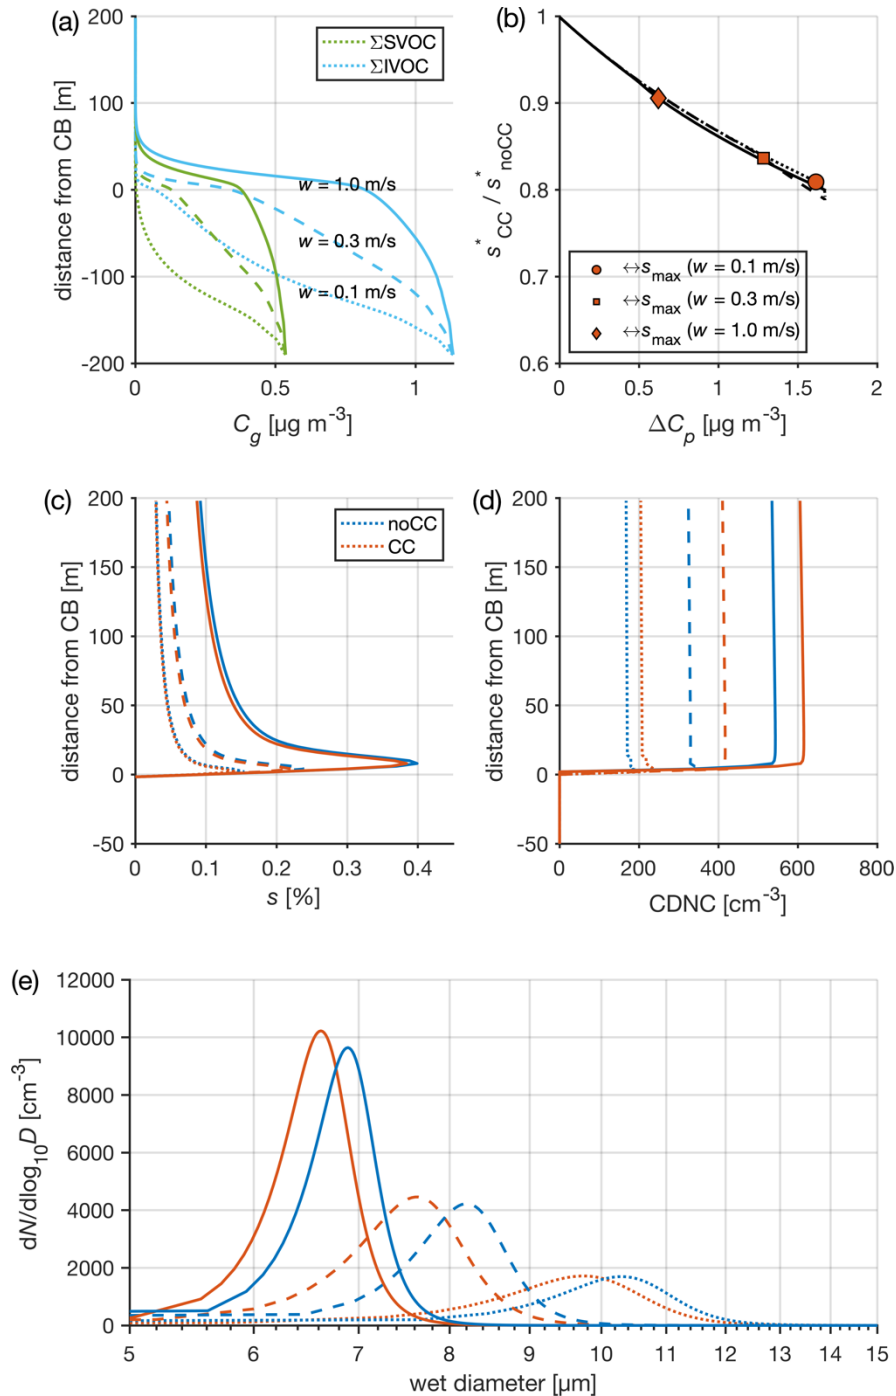 (a)
200
100
0
-100
-200
distance from CB [m]
ΣSVOC
ΣIVOC
w = 1.0 m/s
w = 0.3 m/s
w = 0.1 m/s
0
0.5
1
C_g [µg m⁻³]
(b)
1
0.9
0.8
0.7
0.6
s*_CC / s*_noCC
↔s_max (w = 0.1 m/s)
↔s_max (w = 0.3 m/s)
↔s_max (w = 1.0 m/s)
0
0.5
1
1.5
2
ΔC_p [µg m⁻³]
(c)
200
150
100
50
0
-50
distance from CB [m]
noCC
CC
0
0.1
0.2
0.3
0.4
s [%]
(d)
200
150
100
50
0
-50
distance from CB [m]
0
200
400
600
800
CDNC [cm⁻³]
(e)
12000
10000
8000
6000
4000
2000
0
dN/dlog₁₀D [cm⁻³]
5
6
7
8
9
10
11
12
13
14
15
wet diameter [µm]